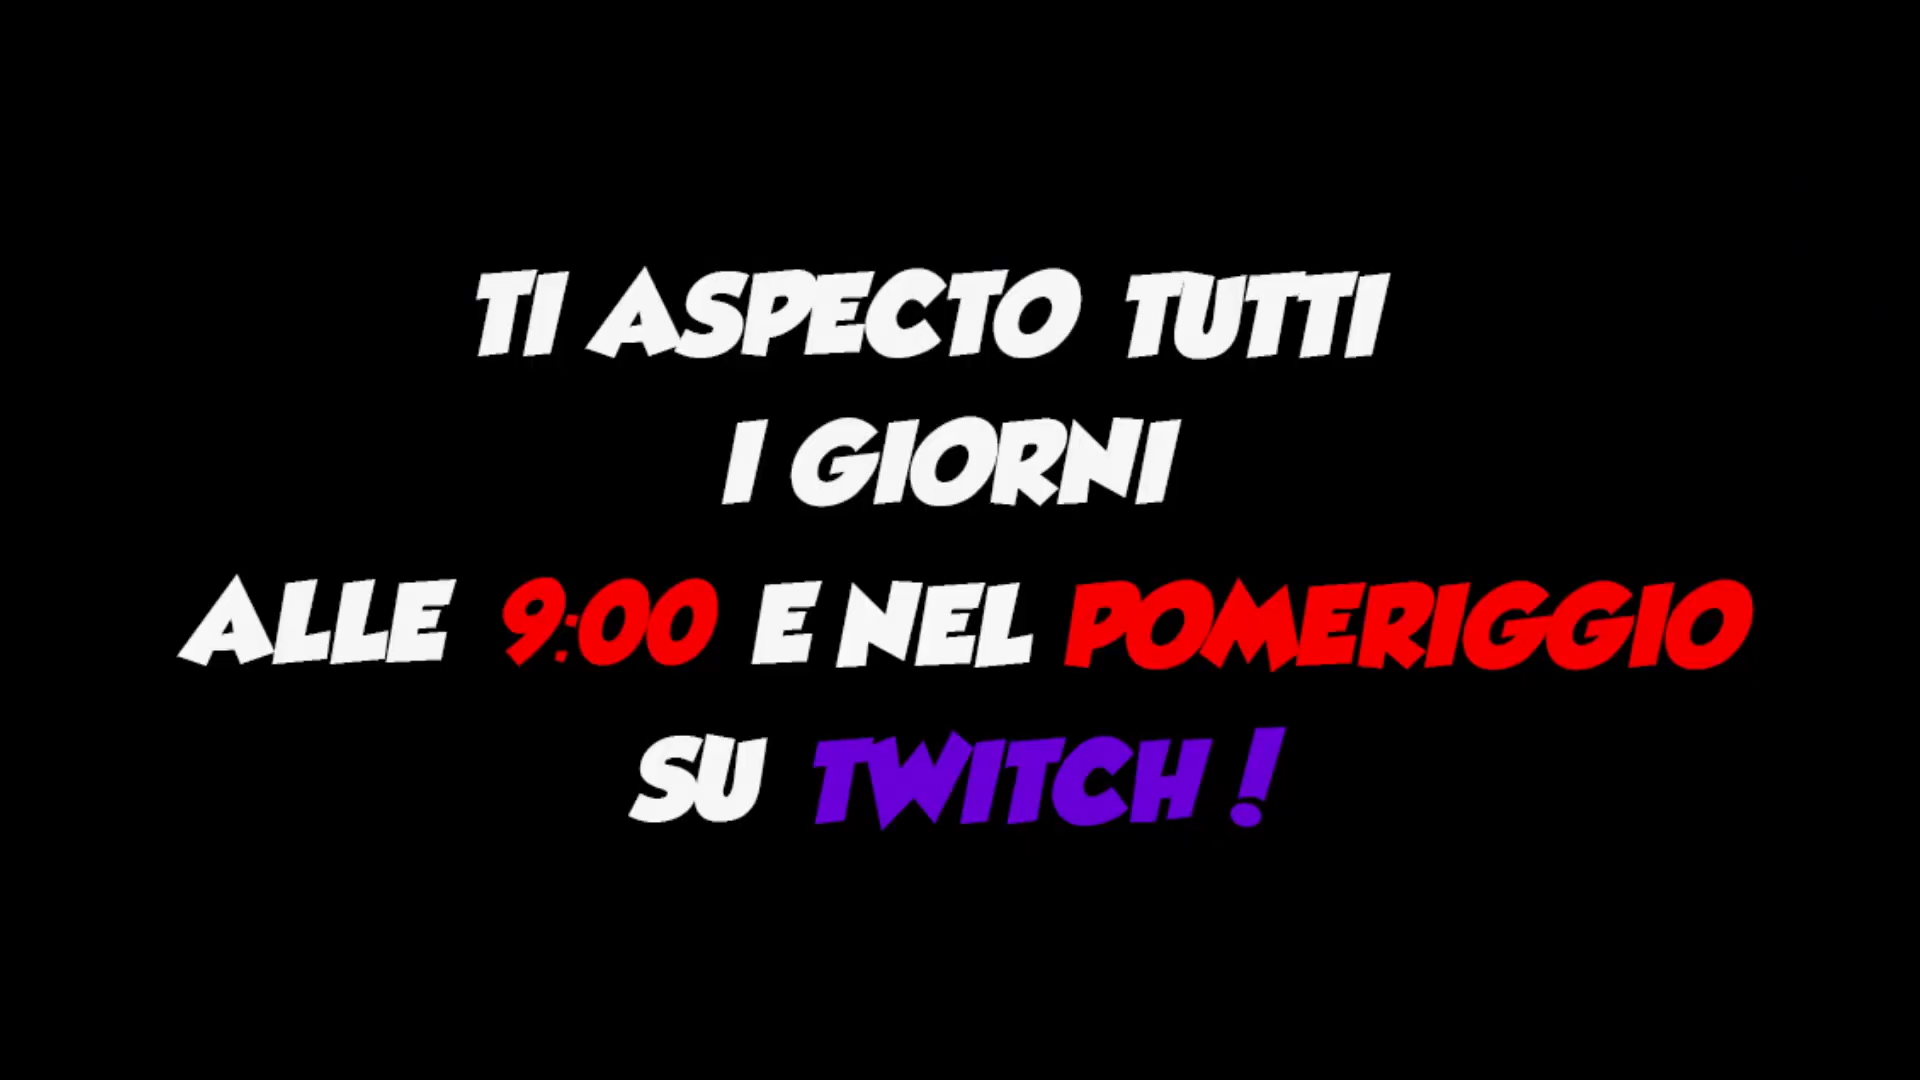 TI ASPECTO TUTTI
I GIORNI
ALLE 9:00 E NEL POMERIGGIO
SU TWITCH!